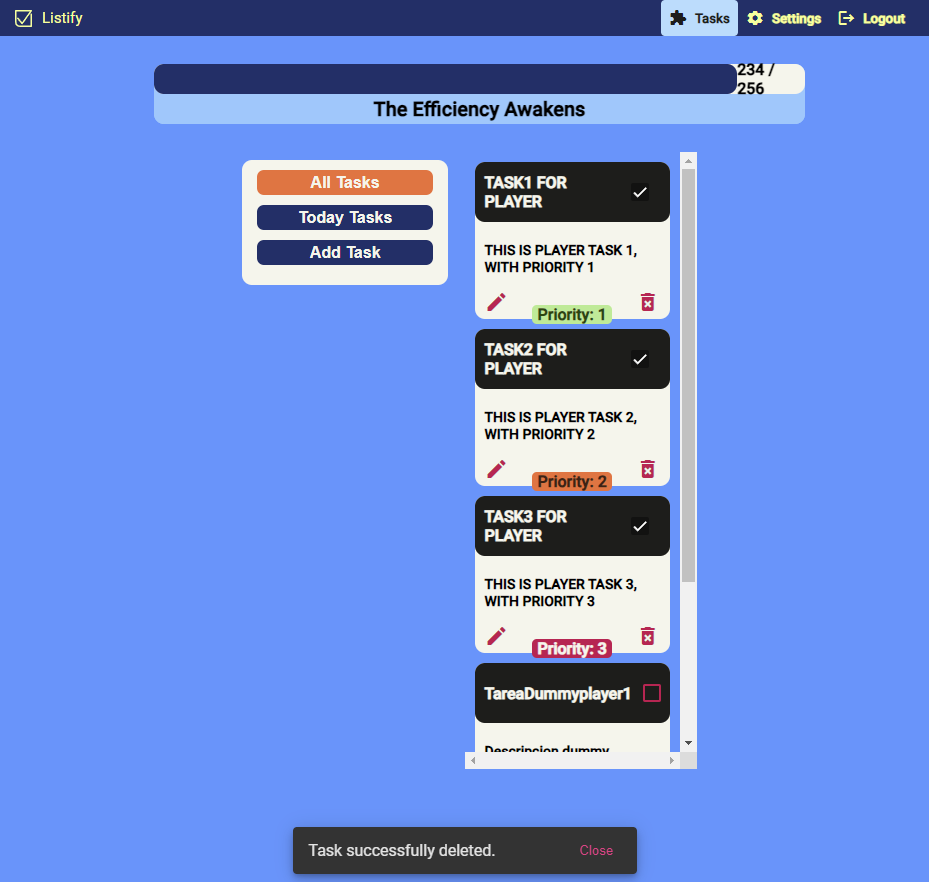 Listify
Tasks
Settings
Logout
234 /
256
The Efficiency Awakens
All Tasks
Today Tasks
Add Task
TASK1 FOR
PLAYER
THIS IS PLAYER TASK 1,
WITH PRIORITY 1
Priority: 1
TASK2 FOR
PLAYER
THIS IS PLAYER TASK 2,
WITH PRIORITY 2
Priority: 2
TASK3 FOR
PLAYER
THIS IS PLAYER TASK 3,
WITH PRIORITY 3
Priority: 3
TareaDummyplayer1
Descripcion dummy
Task successfully deleted.
Close